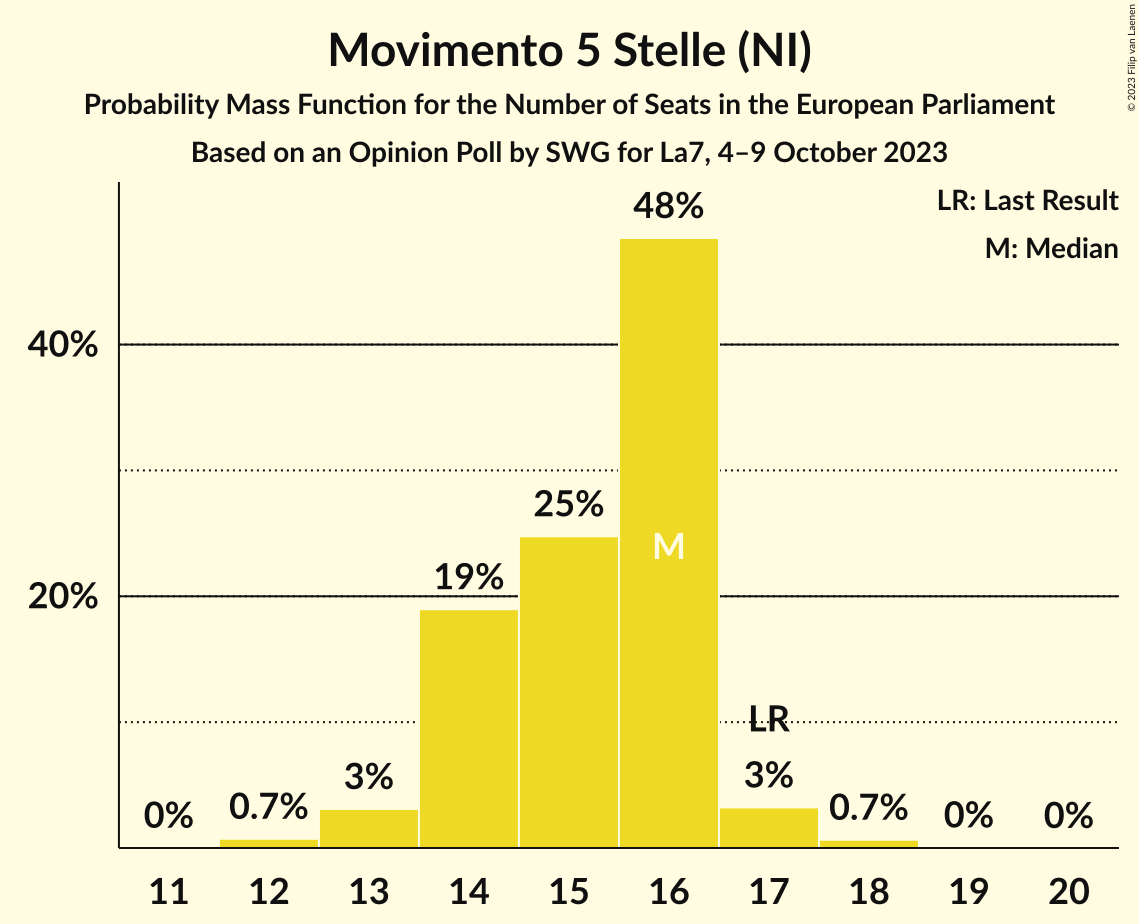 Movimento 5 Stelle (NI)
Probability Mass Function for the Number of Seats in the European Parliament
Based on an Opinion Poll by SWG for La7, 4–9 October 2023
© 2023 Filip van Laenen
LR: Last Result
M: Median
48%
40%
25%
M
19%
20%
LR
3%
3%
0%
0.7%
0.7%
0%
0%
11 12 13 14 15 16 17 18 19 20